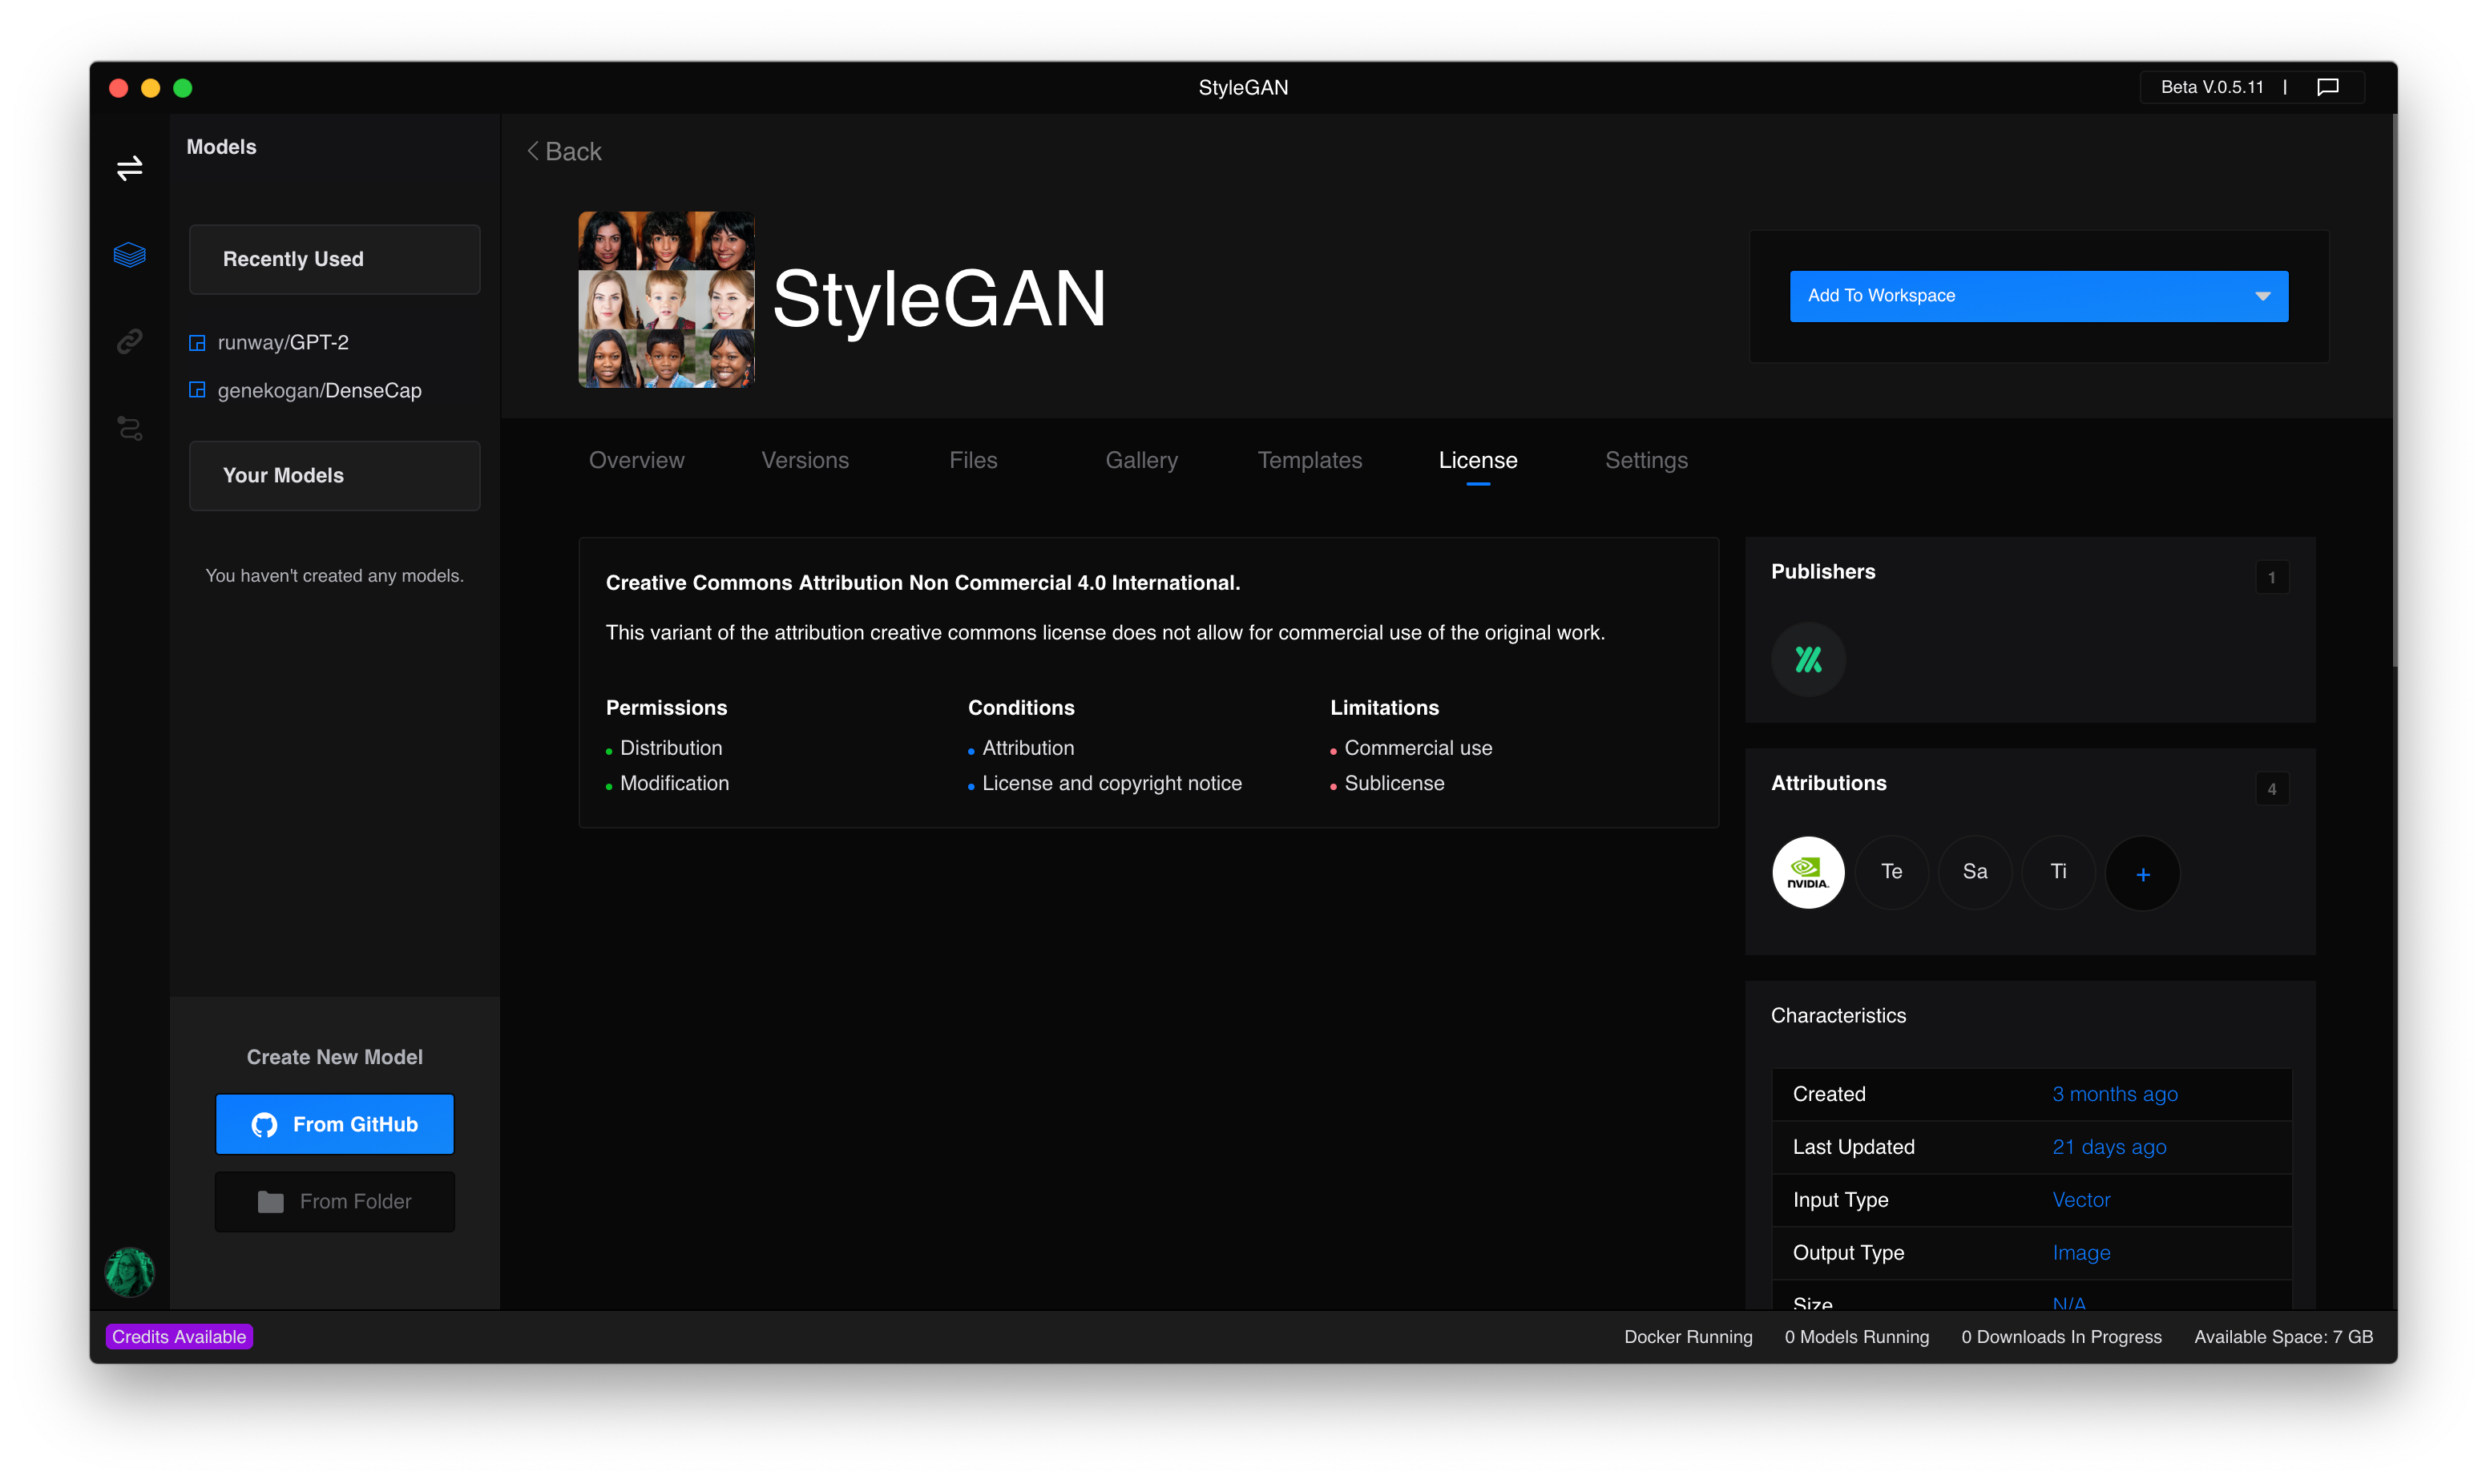 StyleGAN
Beta V.0.5.11 |
Models
Recently Used
runway/GPT-2
genekogan/DenseCap
Your Models
You haven't created any models.
Create New Model
From GitHub
From Folder
Back
StyleGAN
Add To Workspace
Overview
Versions
Files
Gallery
Templates
License
Settings
Creative Commons Attribution Non Commercial 4.0 International.
This variant of the attribution creative commons license does not allow for commercial use of the original work.
Permissions
Distribution
Modification
Conditions
Attribution
License and copyright notice
Limitations
Commercial use
Sublicense
Publishers
1
Attributions
4
NVIDIA.
Te
Sa
Ti
+
Characteristics
Created 3 months ago
Last Updated 21 days ago
Input Type Vector
Output Type Image
Size N/A
Credits Available
Docker Running
0 Models Running
0 Downloads In Progress
Available Space: 7 GB